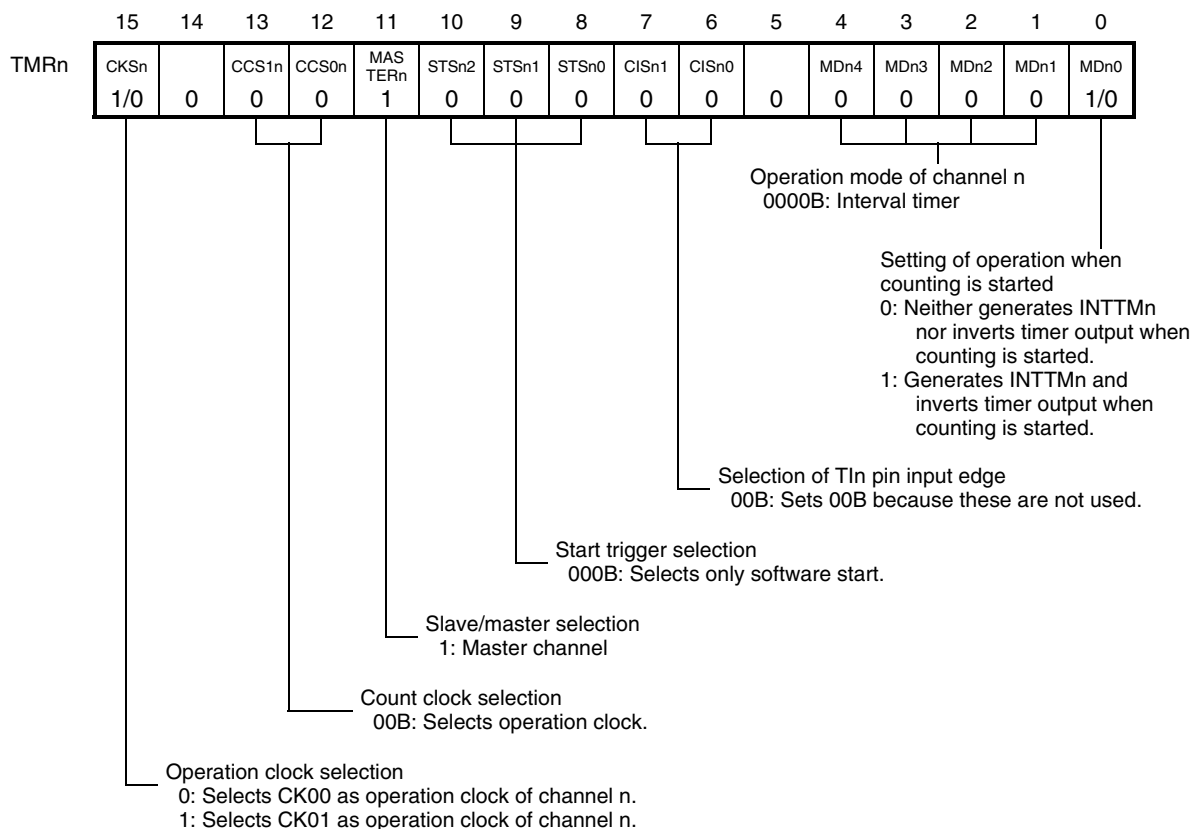 15 14 13 12 11 10 9 8 7 6 5 4 3 2 1 0
TMRn CKSn CCS1n CCS0n MAS TERn STSn2 STSn1 STSn0 CISn1 CISn0 MDn4 MDn3 MDn2 MDn1 MDn0
1/0 0 0 0 1 0 0 0 0 0 0 0 0 0 0 1/0
Operation mode of channel n
0000B: Interval timer
Setting of operation when
counting is started
0: Neither generates INTTMn
nor inverts timer output when
counting is started.
1: Generates INTTMn and
inverts timer output when
counting is started.
Selection of TIn pin input edge
00B: Sets 00B because these are not used.
Start trigger selection
000B: Selects only software start.
Slave/master selection
1: Master channel
Count clock selection
00B: Selects operation clock.
Operation clock selection
0: Selects CK00 as operation clock of channel n.
1: Selects CK01 as operation clock of channel n.